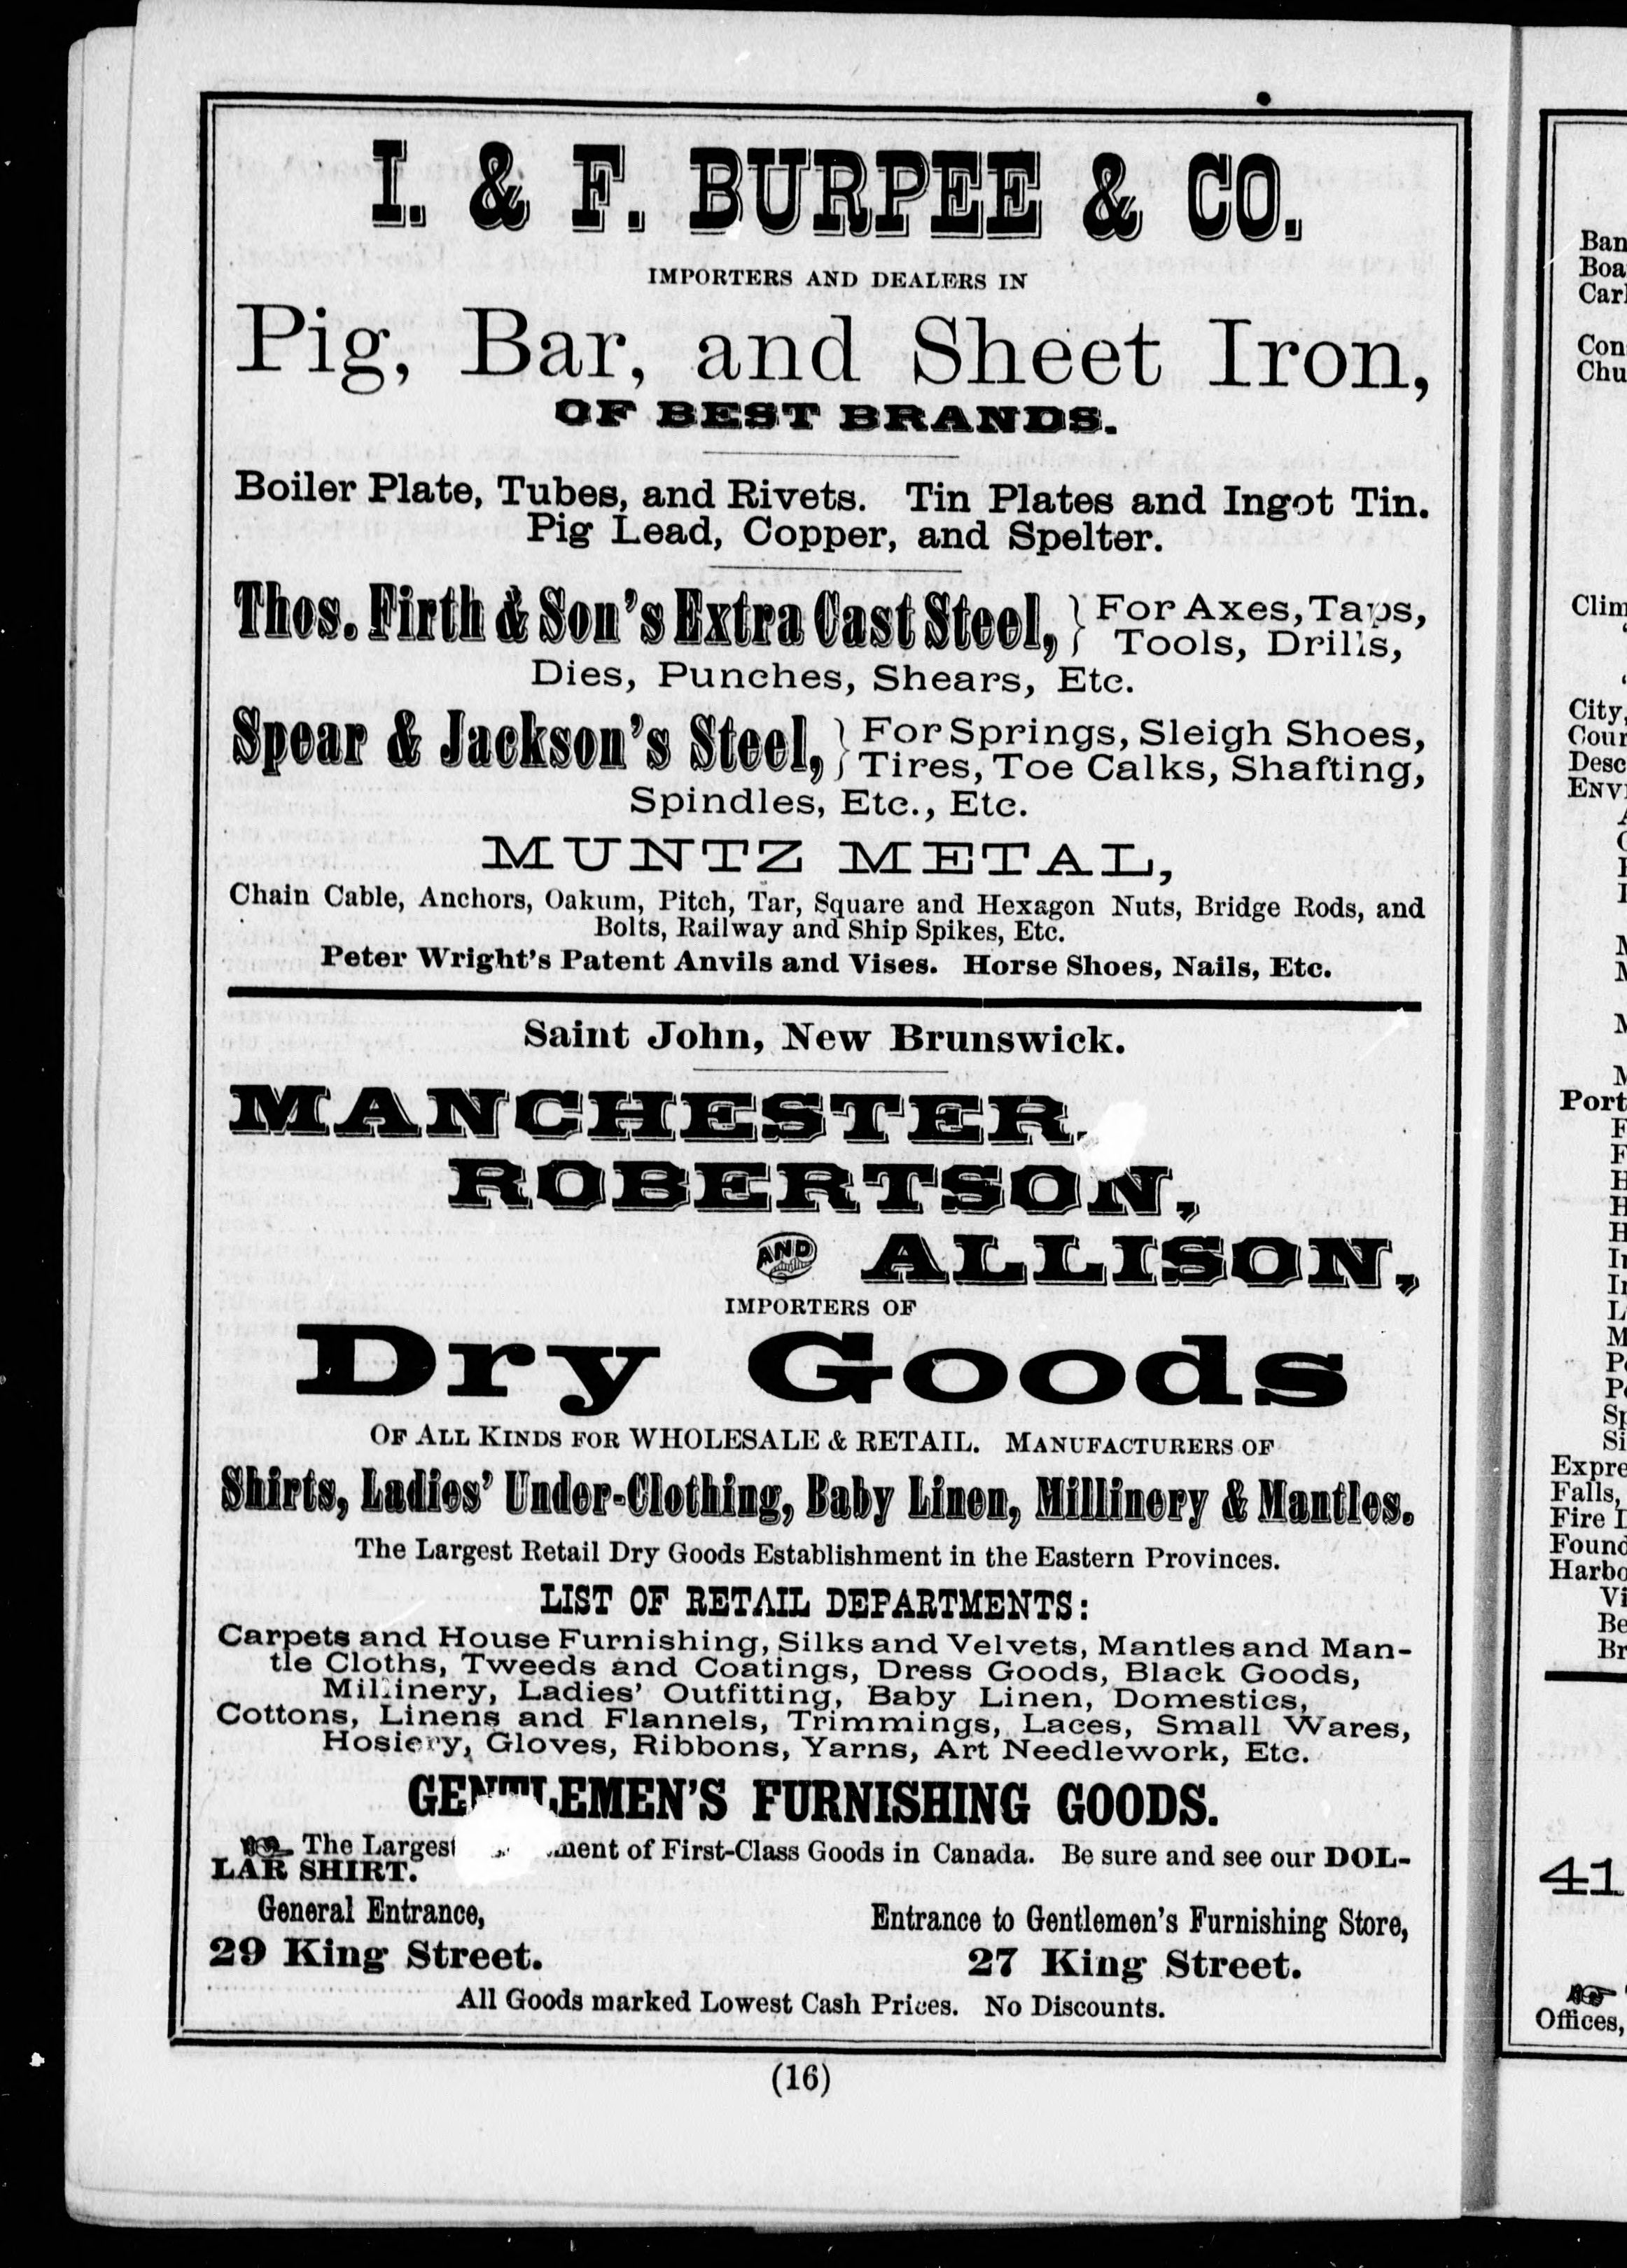 I. & F. BURPEE & CO.
IMPORTERS AND DEALERS IN
Pig, Bar, and Sheet Iron,
OF BEST BRANDS.
Boiler Plate, Tubes, and Rivets. Tin Plates and Ingot Tin.
Pig Lead, Copper, and Spelter.
Thos. Firth & Son's Extra Cast Steel, } For Axes, Taps,
Tools, Drills,
Dies, Punches, Shears, Etc.
Spear & Jackson's Steel, } For Springs, Sleigh Shoes,
Tires, Toe Calks, Shafting,
Spindles, Etc., Etc.
MUNTZ METAL,
Chain Cable, Anchors, Oakum, Pitch, Tar, Square and Hexagon Nuts, Bridge Rods, and
Bolts, Railway and Ship Spikes, Etc.
Peter Wright's Patent Anvils and Vises. Horse Shoes, Nails, Etc.
Saint John, New Brunswick.
MANCHESTER,
ROBERTSON,
AND ALLISON,
IMPORTERS OF
Dry Goods
OF ALL KINDS FOR WHOLESALE & RETAIL. MANUFACTURERS OF
Shirts, Ladies' Under-Clothing, Baby Linen, Millinery & Mantles.
The Largest Retail Dry Goods Establishment in the Eastern Provinces.
LIST OF RETAIL DEPARTMENTS:
Carpets and House Furnishing, Silks and Velvets, Mantles and Man-
tle Cloths, Tweeds and Coatings, Dress Goods, Black Goods,
Millinery, Ladies' Outfitting, Baby Linen, Domestics,
Cottons, Linens and Flannels, Trimmings, Laces, Small Wares,
Hosiery, Gloves, Ribbons, Yarns, Art Needlework, Etc.
GENTLEMEN'S FURNISHING GOODS.
The Largest of First-Class Goods in Canada. Be sure and see our DOL-
LAR SHIRT.
General Entrance,
29 King Street.
Entrance to Gentlemen's Furnishing Store,
27 King Street.
All Goods marked Lowest Cash Prices. No Discounts.
(16)
City,
Port
Falls,
Fire
41
Offices,